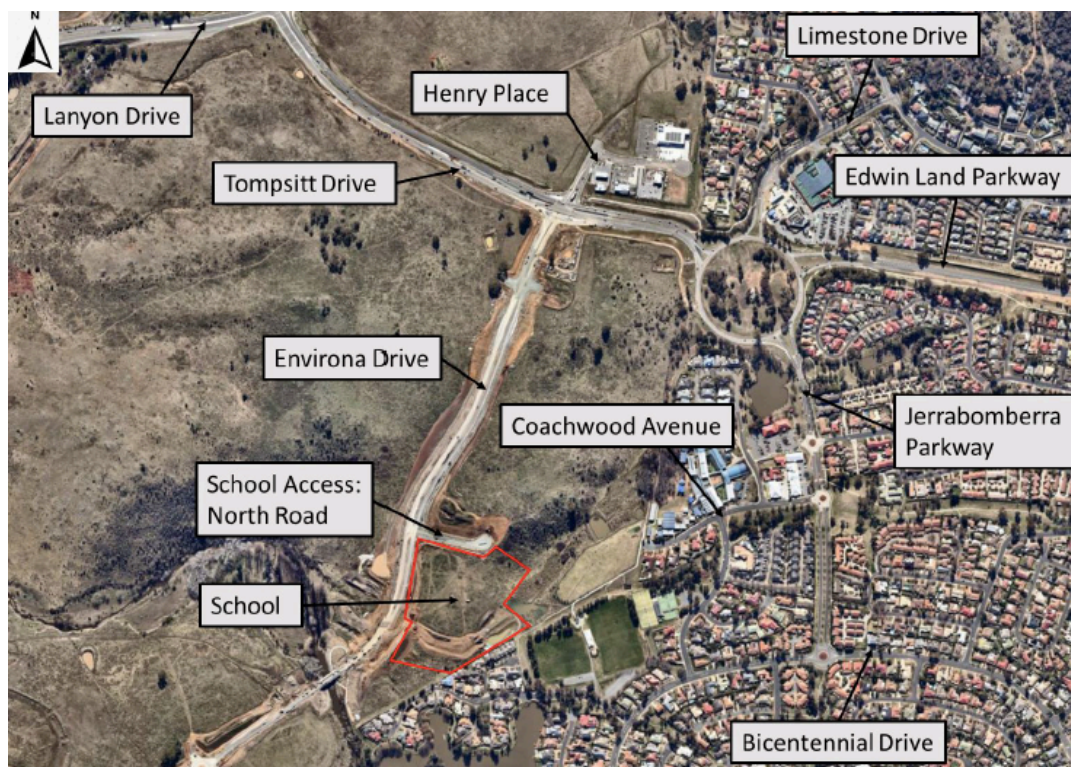 N
Limestone Drive
Henry Place
Lanyon Drive
Edwin Land Parkway
Tompsitt Drive
Environa Drive
Coachwood Avenue
Jerrabomberra
Parkway
School Access:
North Road
School
Bicentennial Drive